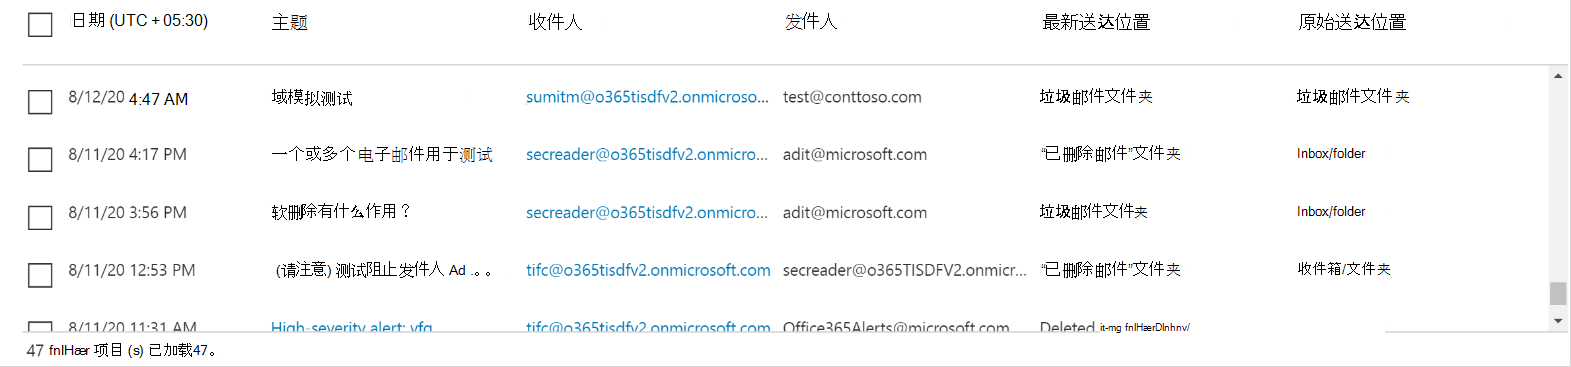 日期 (UTC + 05:30) 主题 收件人 发件人 最新送达位置 原始送达位置
8/12/20 4:47 AM 域模拟测试 sumitm@o365tisdfv2.onmicroso... test@conttoso.com 垃圾邮件文件夹 垃圾邮件文件夹
8/11/20 4:17 PM 一个或多个电子邮件用于测试 secreader@o365tisdfv2.onmicro... adit@microsoft.com “已删除邮件”文件夹 Inbox/folder
8/11/20 3:56 PM 软删除有什么作用？ secreader@o365tisdfv2.onmicro... adit@microsoft.com 垃圾邮件文件夹 Inbox/folder
8/11/20 12:53 PM (请注意) 测试阻止发件人 Ad .。。 tifc@o365tisdfv2.onmicrosoft.com secreader@o365TISDFV2.onmicr... “已删除邮件”文件夹 收件箱/文件夹
8/11/20 11:31 AM High-severity alert: vfq tifc@o365tisdfv2.onmicrosoft.com Office365Alerts@microsoft.com Deleted
47 项目 (s) 已加载47。